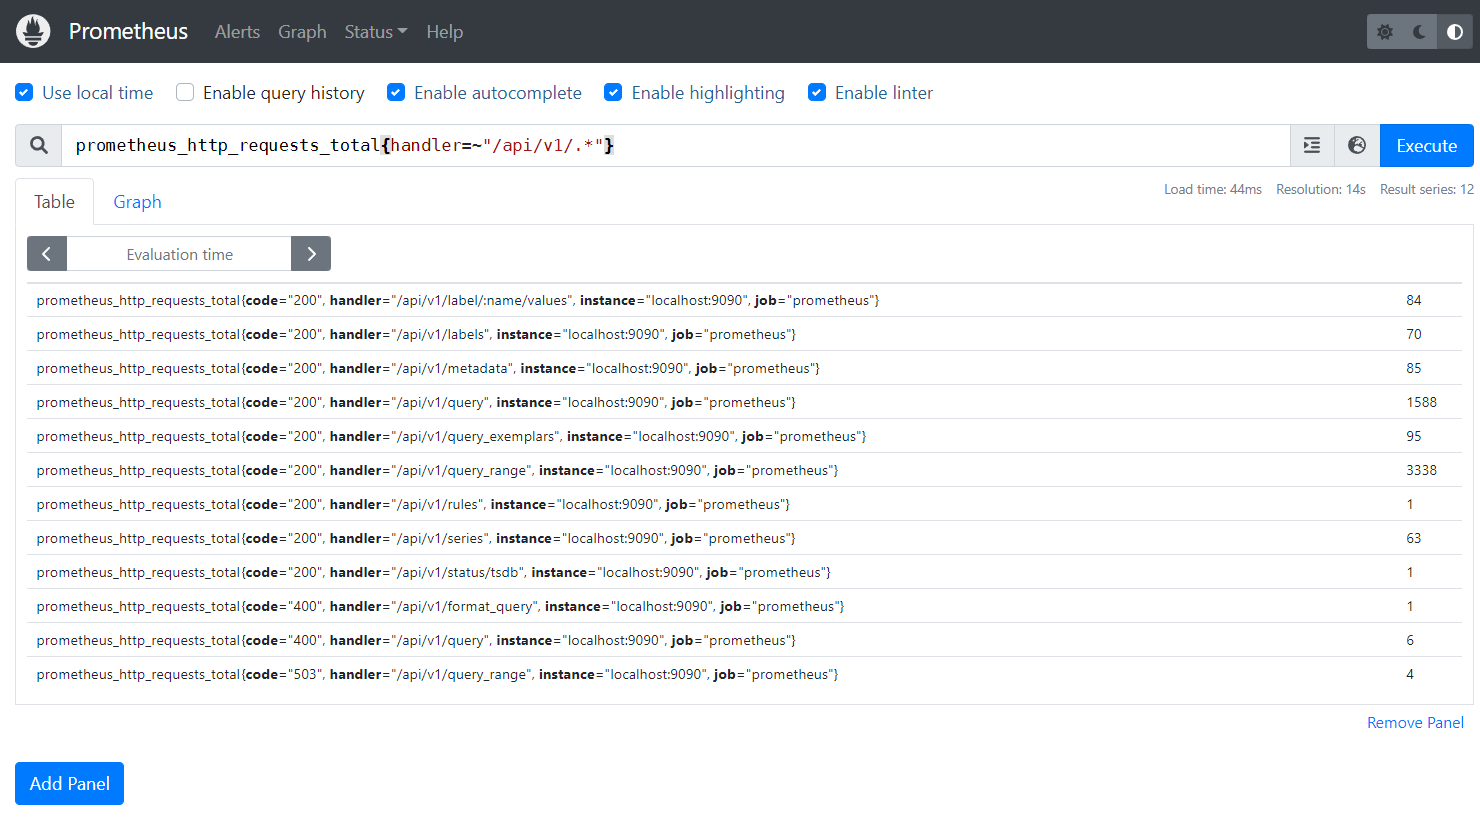 Prometheus Alerts Graph Status Help
Use local time Enable query history Enable autocomplete Enable highlighting Enable linter
prometheus_http_requests_total{handler=~"/api/v1/.*"} Execute
Table Graph Load time: 44ms Resolution: 14s Result series: 12
Evaluation time
prometheus_http_requests_total{code="200", handler="/api/v1/label/:name/values", instance="localhost:9090", job="prometheus"} 84
prometheus_http_requests_total{code="200", handler="/api/v1/labels", instance="localhost:9090", job="prometheus"} 70
prometheus_http_requests_total{code="200", handler="/api/v1/metadata", instance="localhost:9090", job="prometheus"} 85
prometheus_http_requests_total{code="200", handler="/api/v1/query", instance="localhost:9090", job="prometheus"} 1588
prometheus_http_requests_total{code="200", handler="/api/v1/query_exemplars", instance="localhost:9090", job="prometheus"} 95
prometheus_http_requests_total{code="200", handler="/api/v1/query_range", instance="localhost:9090", job="prometheus"} 3338
prometheus_http_requests_total{code="200", handler="/api/v1/rules", instance="localhost:9090", job="prometheus"} 1
prometheus_http_requests_total{code="200", handler="/api/v1/series", instance="localhost:9090", job="prometheus"} 63
prometheus_http_requests_total{code="200", handler="/api/v1/status/tsdb", instance="localhost:9090", job="prometheus"} 1
prometheus_http_requests_total{code="400", handler="/api/v1/format_query", instance="localhost:9090", job="prometheus"} 1
prometheus_http_requests_total{code="400", handler="/api/v1/query", instance="localhost:9090", job="prometheus"} 6
prometheus_http_requests_total{code="503", handler="/api/v1/query_range", instance="localhost:9090", job="prometheus"} 4
Remove Panel
Add Panel